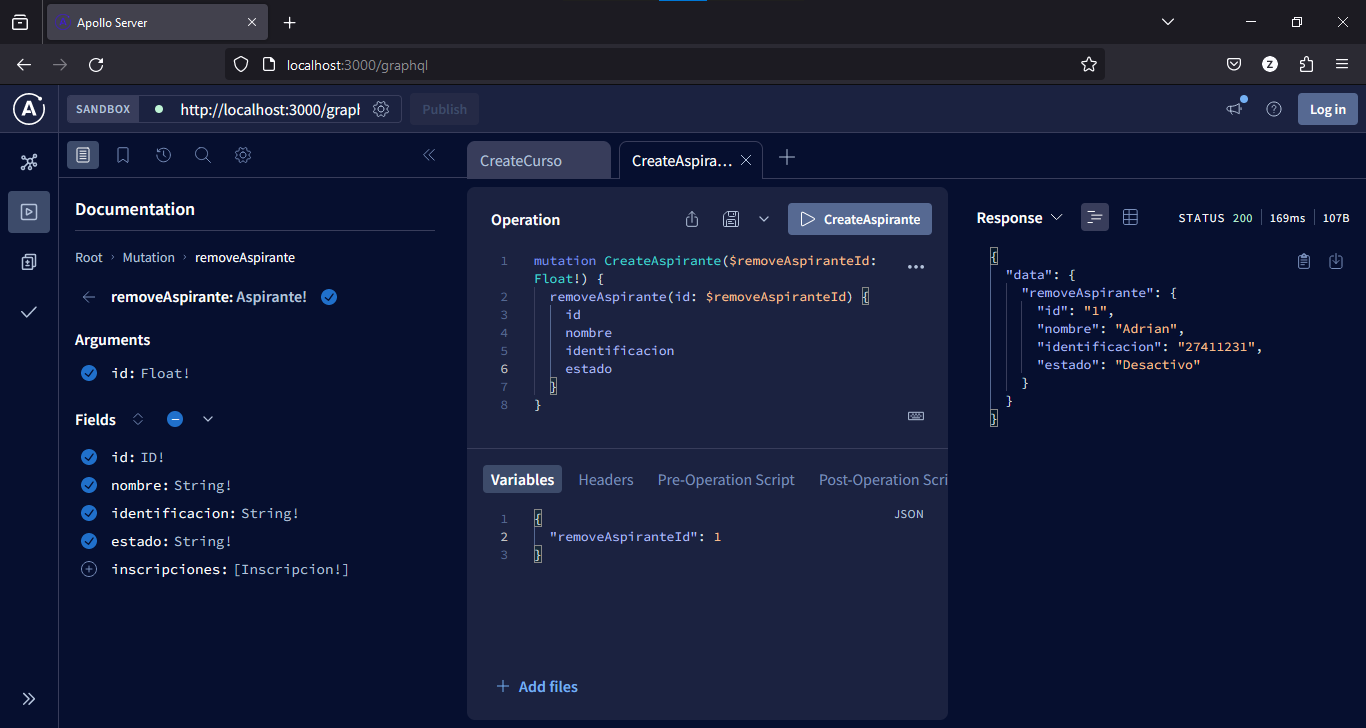 Apollo Server
localhost:3000/graphql
SANDBOX
http://localhost:3000/graph
Publish
Log in
CreateCurso
CreateAspira...
Documentation
Root › Mutation › removeAspirante
removeAspirante: Aspirante!
Arguments
id: Float!
Fields
id: ID!
nombre: String!
identificacion: String!
estado: String!
inscripciones: [Inscripcion!]
Operation
CreateAspirante
1 mutation CreateAspirante($removeAspiranteId:
Float!) {
2 removeAspirante(id: $removeAspiranteId) {
3 id
4 nombre
5 identificacion
6 estado
7 }
8 }
Variables Headers Pre-Operation Script Post-Operation Scri
JSON
1 {
2 "removeAspiranteId": 1
3 }
Add files
Response
STATUS 200 169ms 107B
{
"data": {
"removeAspirante": {
"id": "1",
"nombre": "Adrian",
"identificacion": "27411231",
"estado": "Desactivo"
}
}
}